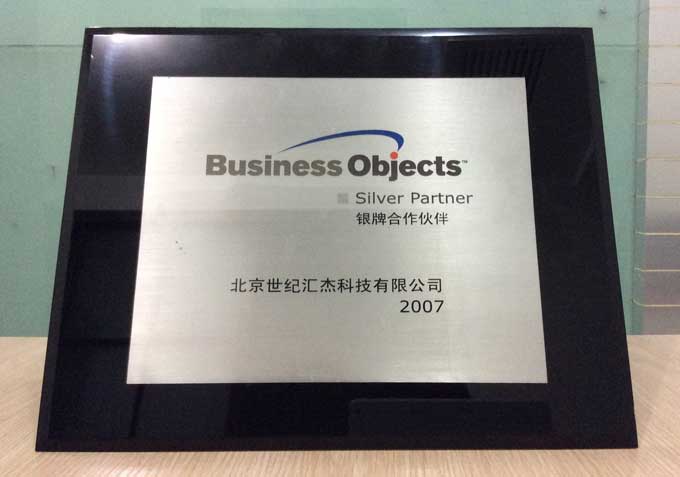 Business Objects™
Silver Partner
银牌合作伙伴
北京世纪汇杰科技有限公司
2007